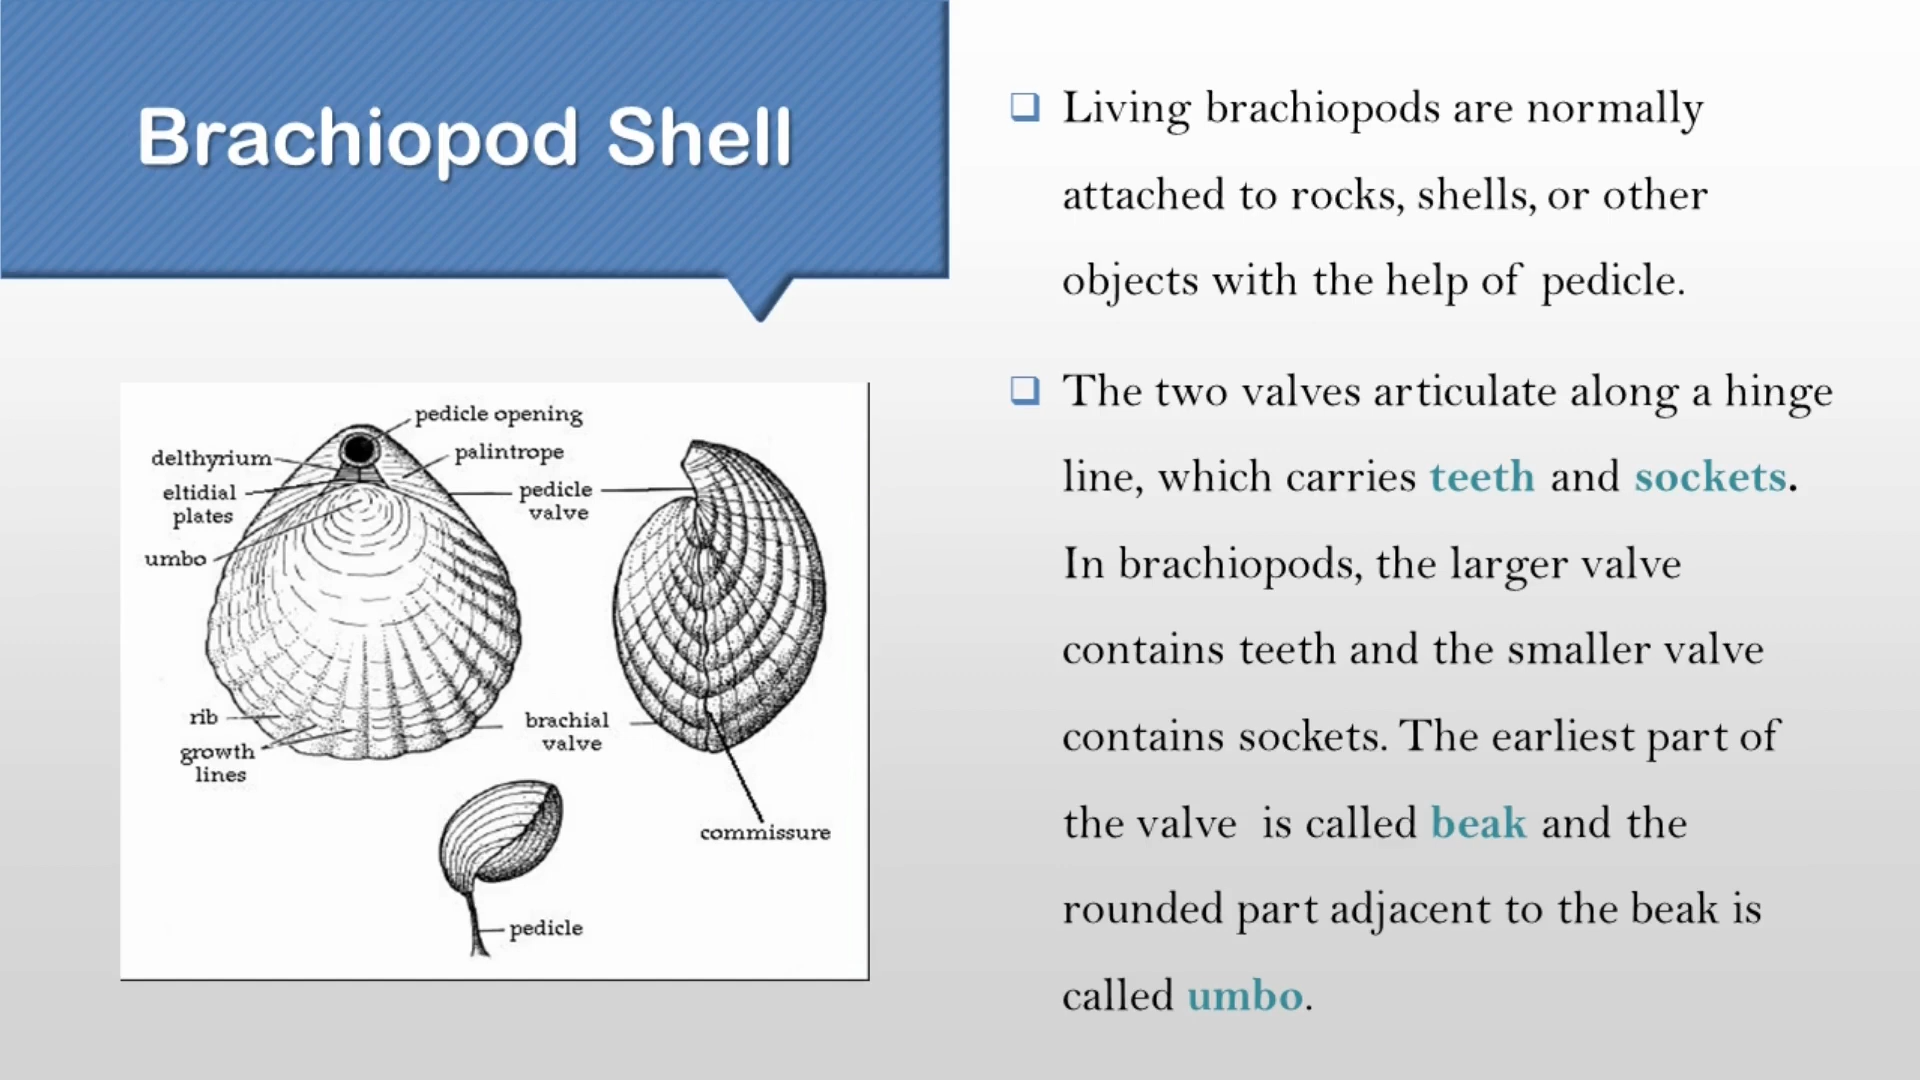 Brachiopod Shell
Living brachiopods are normally
attached to rocks, shells, or other
objects with the help of pedicle.
The two valves articulate along a hinge
line, which carries teeth and sockets.
In brachiopods, the larger valve
contains teeth and the smaller valve
contains sockets. The earliest part of
the valve is called beak and the
rounded part adjacent to the beak is
called umbo.
pedicle opening
delthyrium
palintrope
eltidial
plates
pedicle
valve
umbo
rib
growth
lines
brachial
valve
commissure
pedicle